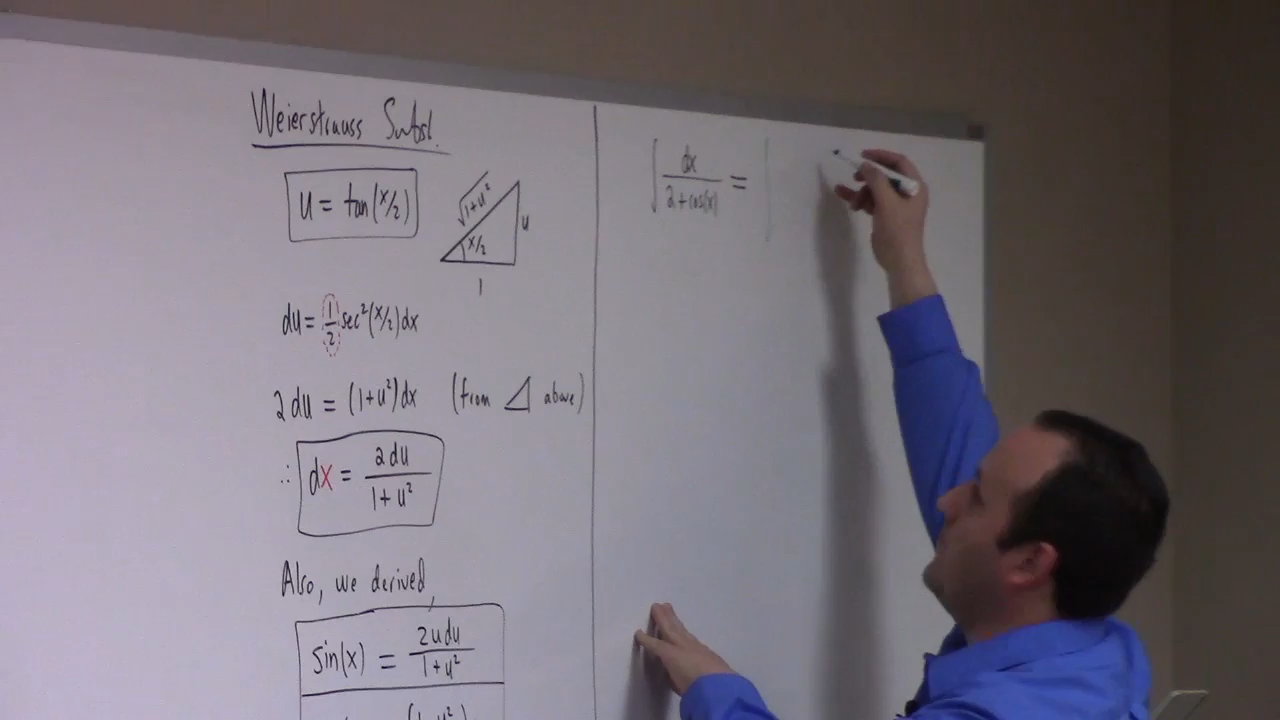 Weierstrauss Subst.
u = tan(x/2)
√1+u²
u
x/2
1
du = 1/2 sec²(x/2)dx
2du = (1+u²)dx (from △ above)
∴ dx = 2du/1+u²
Also, we derived,
sin(x) = 2udu/1+u²
∫ dx/2+cos(x) =